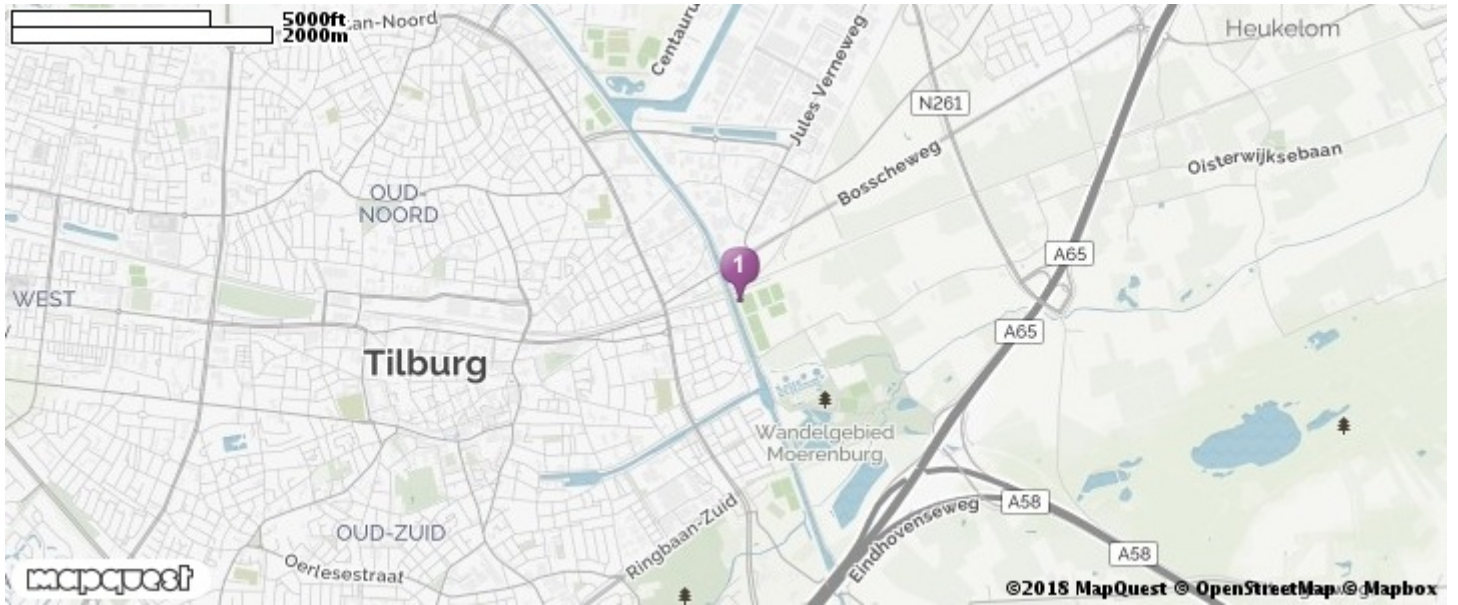 5000ft
2000m
an-Noord
Centauru
Jules Verneweg
Heukelom
N261
Bosscheweg
Oisterwijksebaan
OUD-
NOORD
1
A65
WEST
A65
Tilburg
Wandelgebied
Moerenburg
Ringbaan-Zuid
Eindhovenseweg
A58
OUD-ZUID
A58
Oerlesestraat
mapquest
©2018 MapQuest © OpenStreetMap © Mapbox